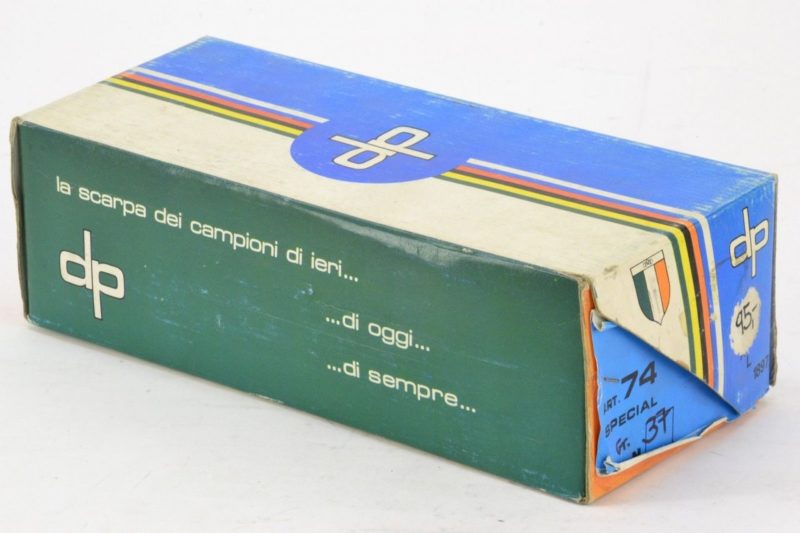 dp
la scarpa dei campioni di ieri...
...di oggi...
...di sempre...
dp
dp
95,-
L
1897
ART. 74
SPECIAL
Gr. 37
N